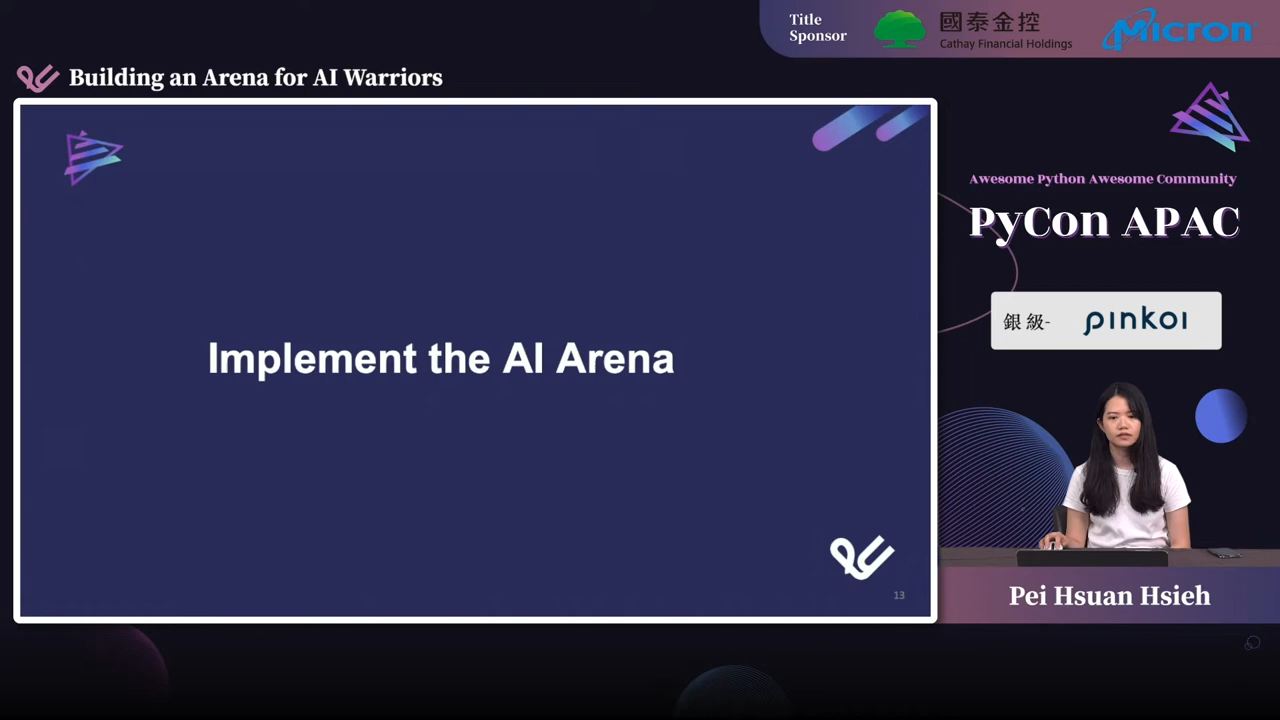 Title
Sponsor
國泰金控
Cathay Financial Holdings
Micron
Building an Arena for AI Warriors
Implement the AI Arena
13
Awesome Python Awesome Community
PyCon APAC
銀級-
pinkoi
Pei Hsuan Hsieh